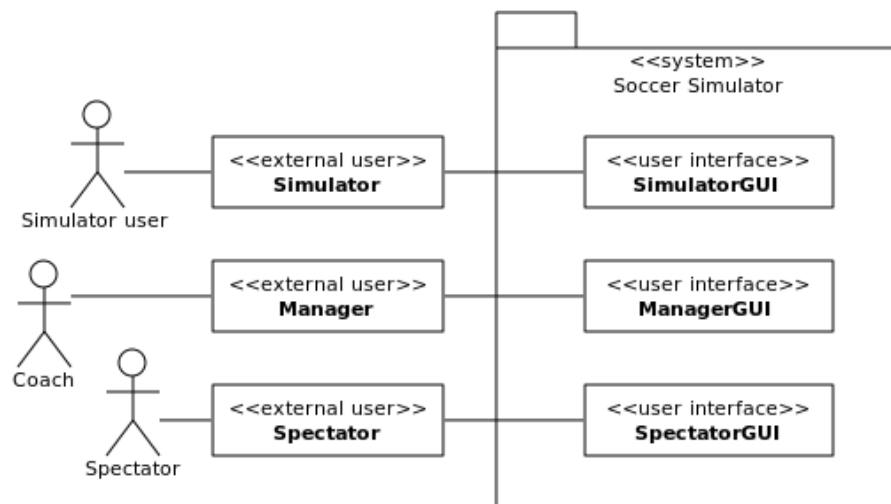 <<system>>
Soccer Simulator
<<external user>>
Simulator
<<user interface>>
SimulatorGUI
Simulator user
<<external user>>
Manager
<<user interface>>
ManagerGUI
Coach
<<external user>>
Spectator
<<user interface>>
SpectatorGUI
Spectator